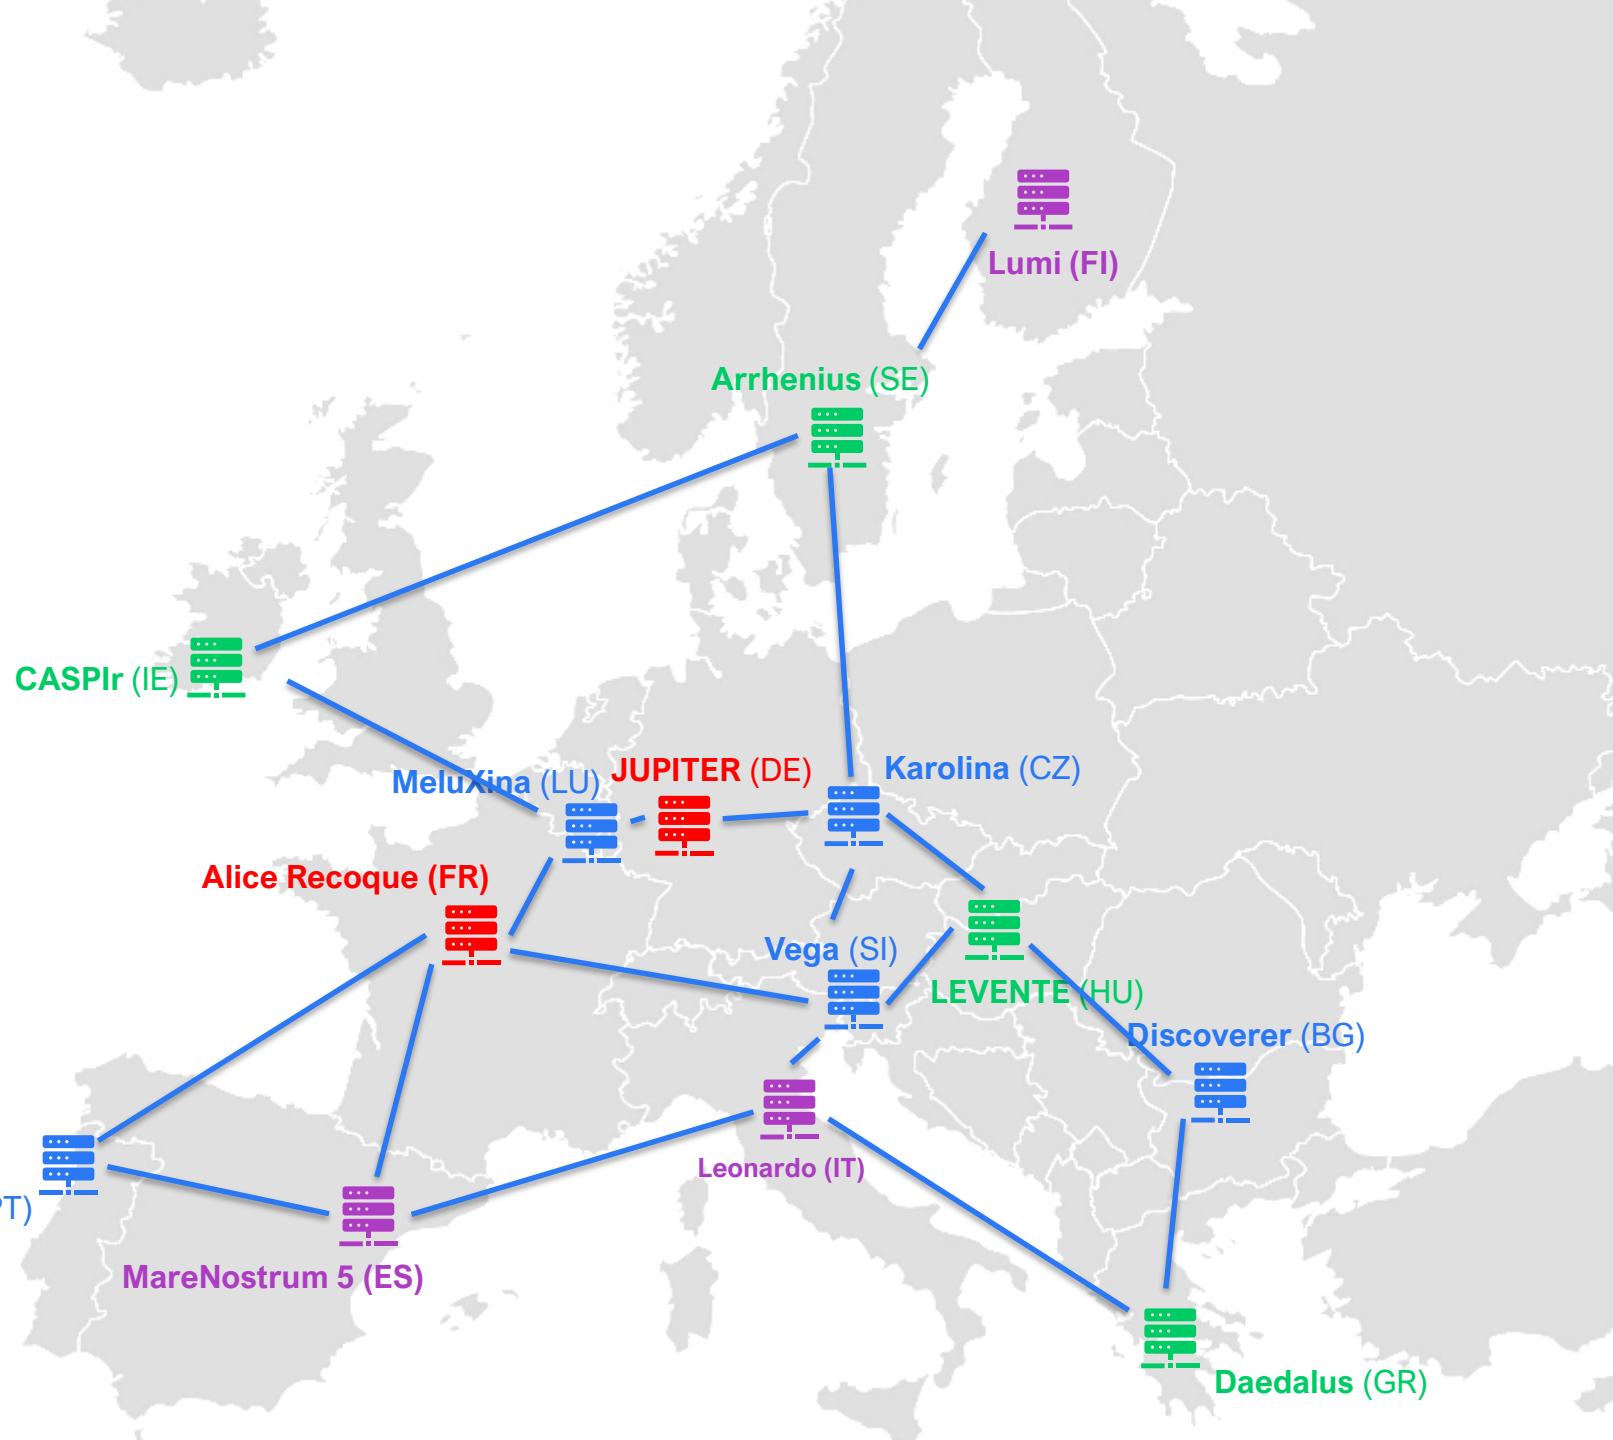 Lumi (FI)
Arrhenius (SE)
CASPIr (IE)
MeluXina (LU)
JUPITER (DE)
Karolina (CZ)
Alice Recoque (FR)
Vega (SI)
LEVENTE (HU)
Discoverer (BG)
Leonardo (IT)
PT)
MareNostrum 5 (ES)
Daedalus (GR)